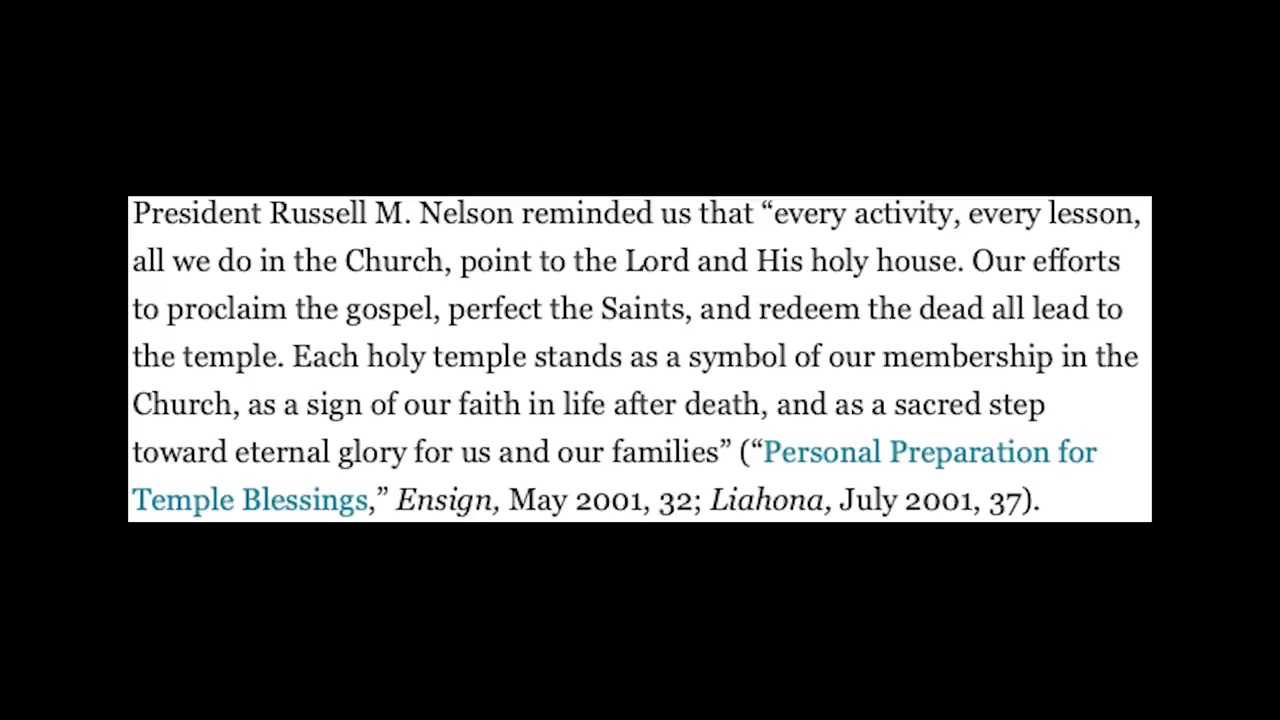 President Russell M. Nelson reminded us that “every activity, every lesson,
all we do in the Church, point to the Lord and His holy house. Our efforts
to proclaim the gospel, perfect the Saints, and redeem the dead all lead to
the temple. Each holy temple stands as a symbol of our membership in the
Church, as a sign of our faith in life after death, and as a sacred step
toward eternal glory for us and our families” (“Personal Preparation for
Temple Blessings,” Ensign, May 2001, 32; Liahona, July 2001, 37).